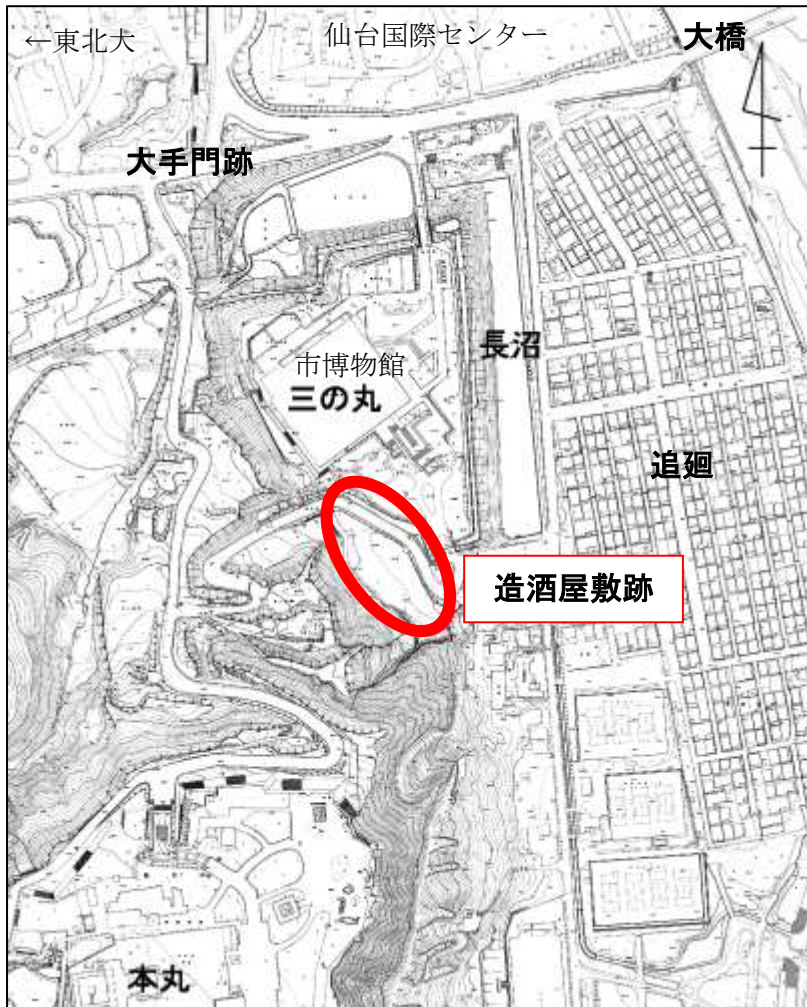 ←東北大
仙台国際センター
大橋
大手門跡
長沼
市博物館
三の丸
追廻
造酒屋敷跡
本丸